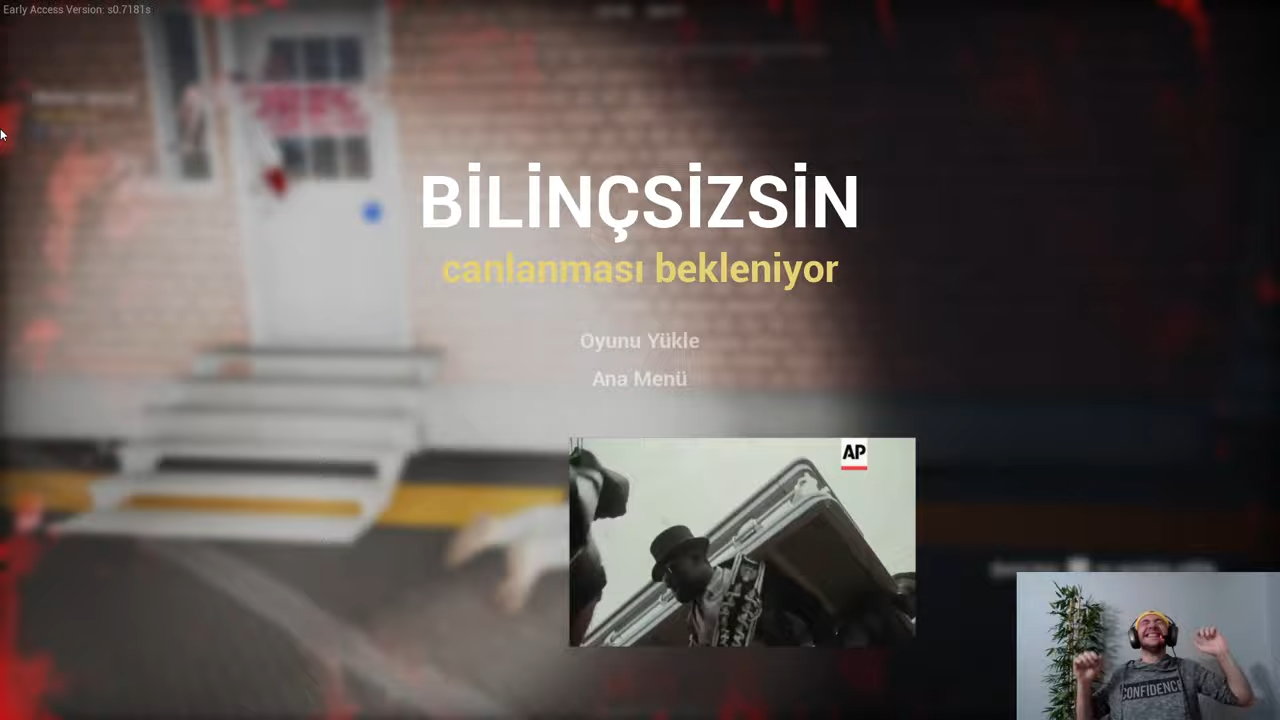 Early Access Version: s0.7181s
BİLİNÇSİZSİN
canlanması bekleniyor
Oyunu Yükle
Ana Menü
AP
CONFIDENCE